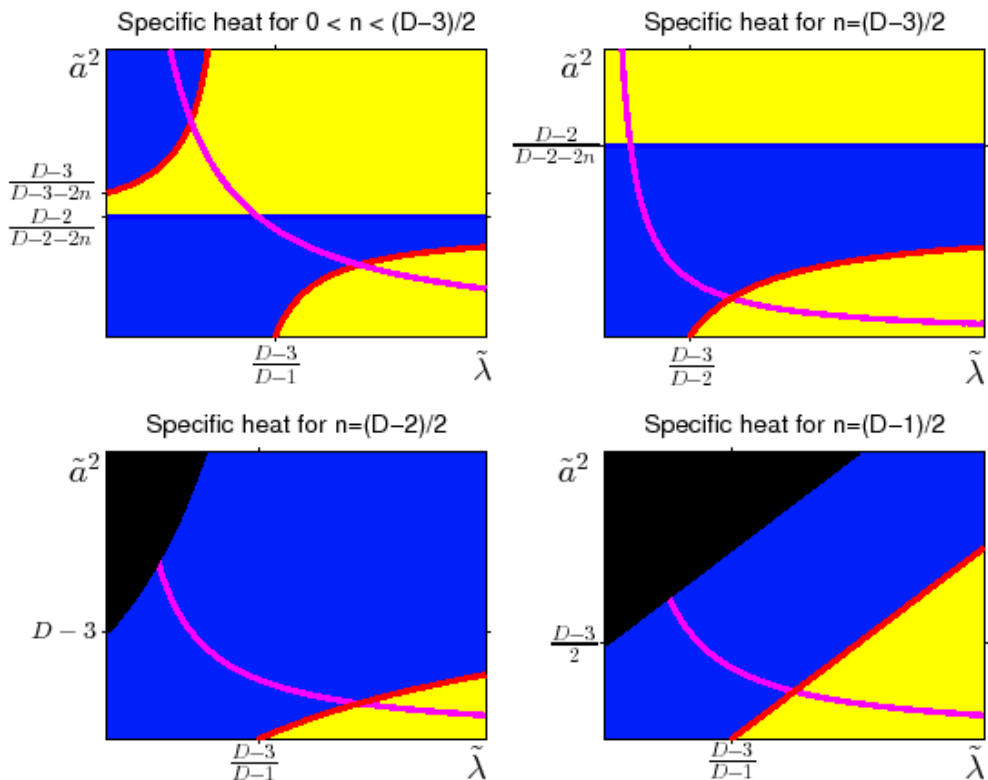 Specific heat for 0 < n < (D−3)/2
ã²
D−3
D−3−2n
D−2
D−2−2n
D−3
D−1
λ̃
Specific heat for n=(D−3)/2
ã²
D−2
D−2−2n
D−3
D−2
λ̃
Specific heat for n=(D−2)/2
ã²
D − 3
D−3
D−1
λ̃
Specific heat for n=(D−1)/2
ã²
D−3
2
D−3
D−1
λ̃